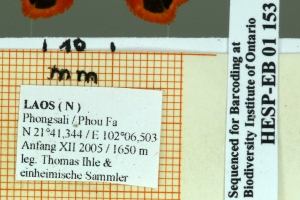 10
mm
LAOS ( N )
Phongsali / Phou Fa
N 21°41,344 / E 102°06,503
Anfang XII 2005 / 1650 m
leg. Thomas Ihle &
einheimische Sammler
Sequenced for Barcoding at
Biodiversity Institute of Ontario
HESP-EB 01 153